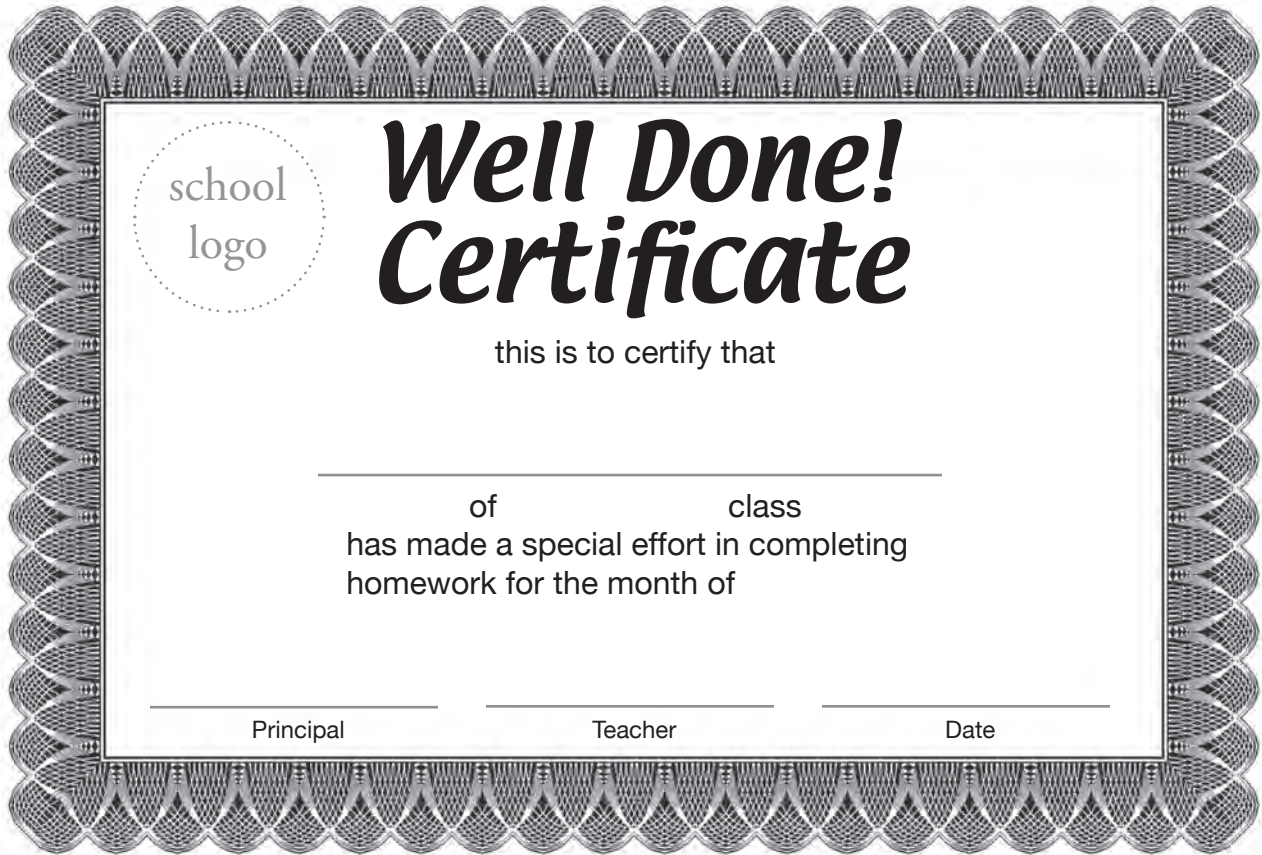 school
logo
Well Done!
Certificate
this is to certify that
of class
has made a special effort in completing
homework for the month of
Principal Teacher Date